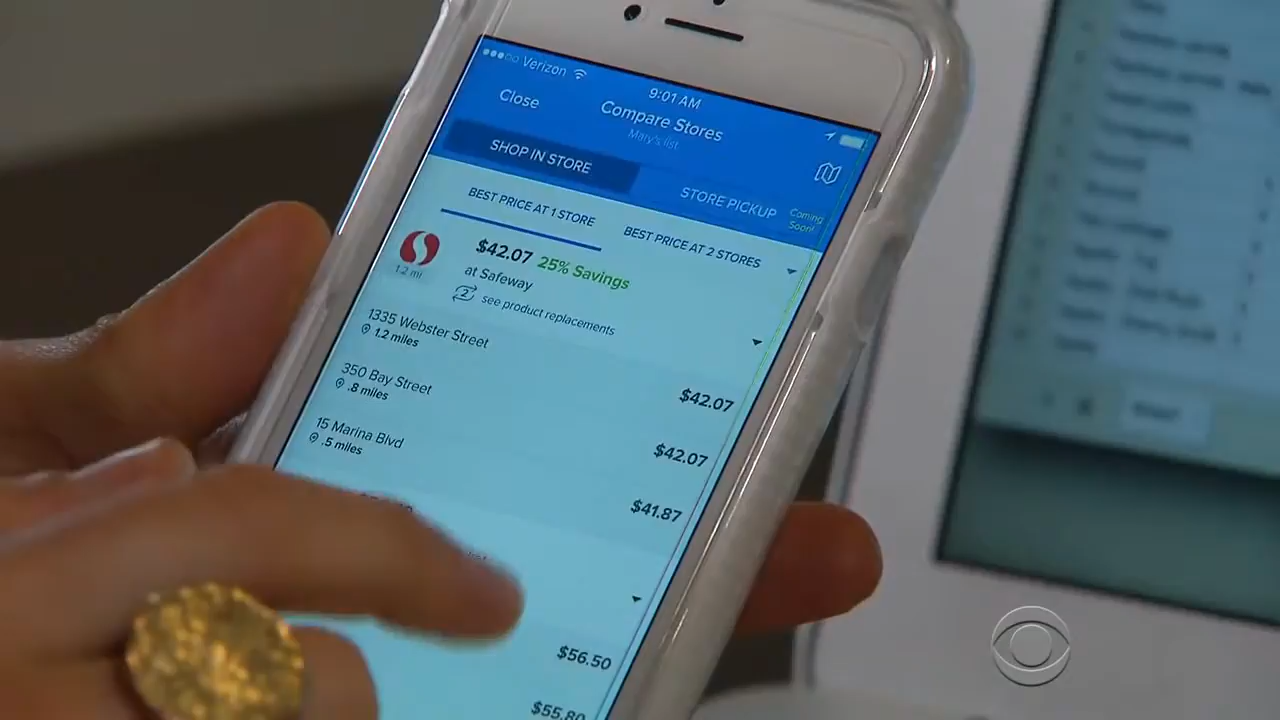 Verizon
9:01 AM
Close
Compare Stores
Mary's list
SHOP IN STORE
STORE PICKUP
Coming Soon!
BEST PRICE AT 1 STORE
BEST PRICE AT 2 STORES
$42.07 25% Savings
1.2 mi
at Safeway
2 see product replacements
1335 Webster Street
1.2 miles
$42.07
350 Bay Street
.8 miles
$42.07
15 Marina Blvd
.5 miles
$41.87
$56.50
$55.80